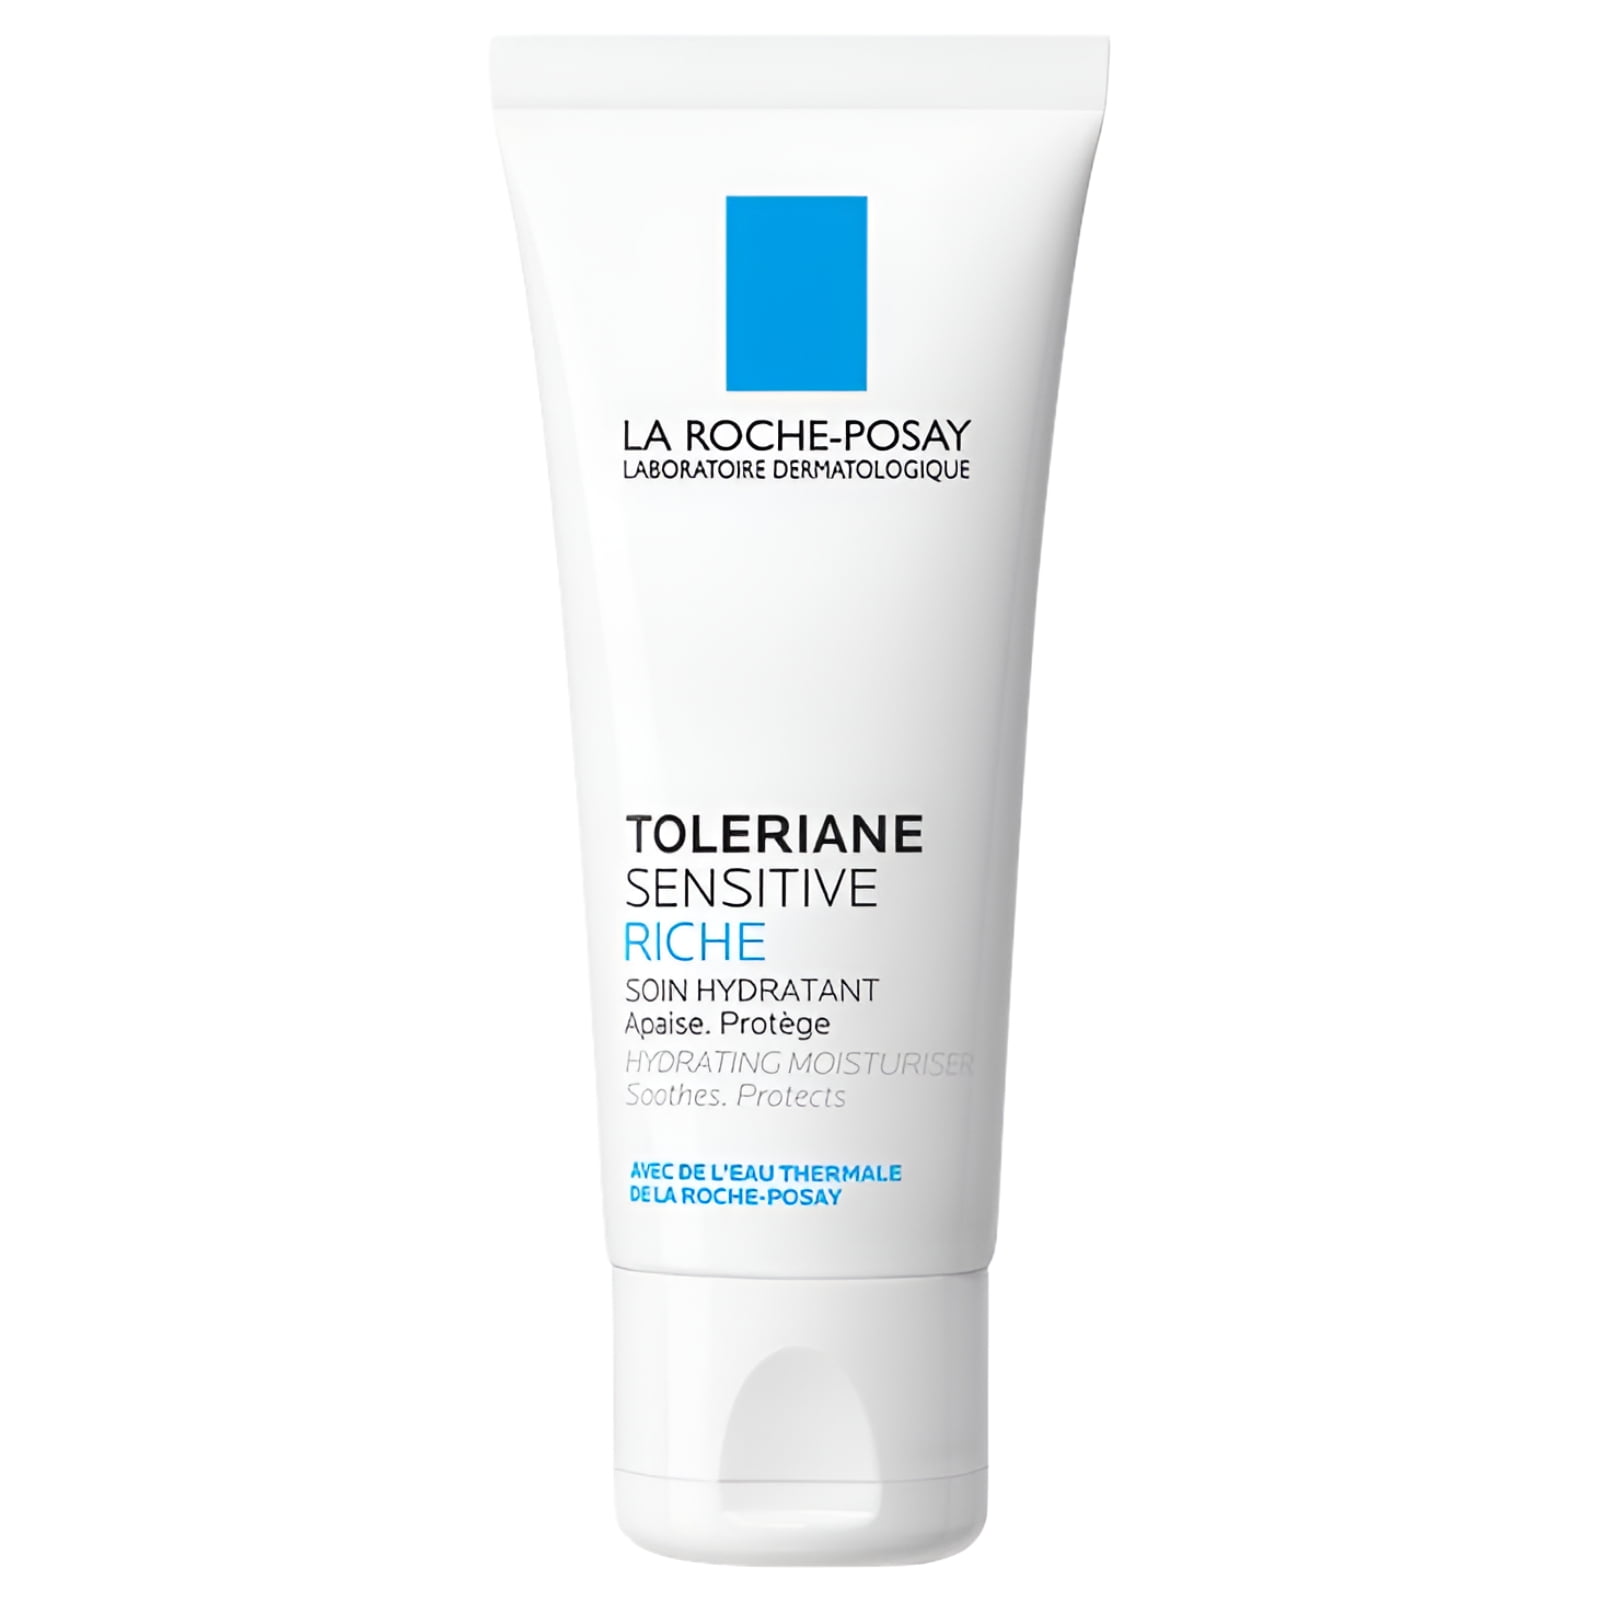 LA ROCHE-POSAY
LABORATOIRE DERMATOLOGIQUE
TOLERIANE
SENSITIVE
RICHE
SOIN HYDRATANT
Apaise. Protège
HYDRATING MOISTURISER
Soothes. Protects
AVEC DE L'EAU THERMALE
DE LA ROCHE-POSAY